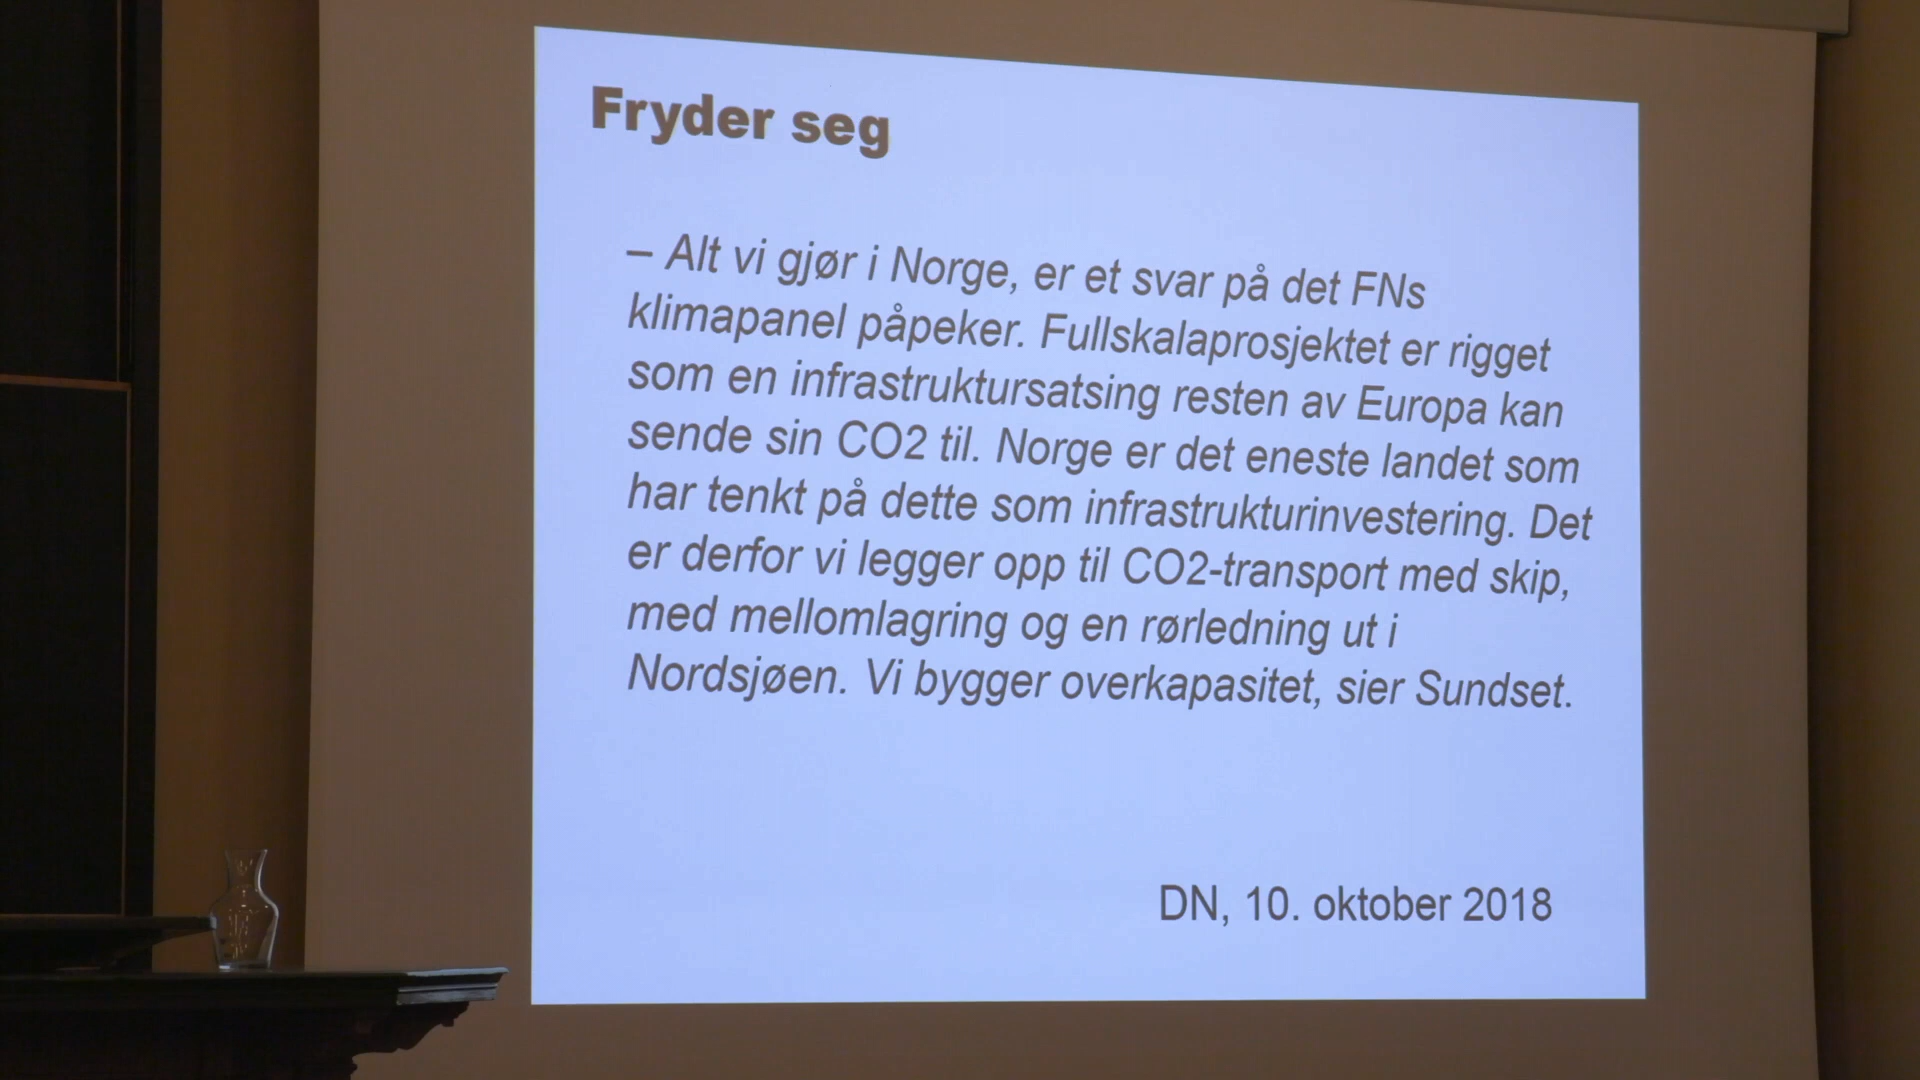 Fryder seg
– Alt vi gjør i Norge, er et svar på det FNs
klimapanel påpeker. Fullskalaprosjektet er rigget
som en infrastruktursatsing resten av Europa kan
sende sin CO2 til. Norge er det eneste landet som
har tenkt på dette som infrastrukturinvestering. Det
er derfor vi legger opp til CO2-transport med skip,
med mellomlagring og en rørledning ut i
Nordsjøen. Vi bygger overkapasitet, sier Sundset.
DN, 10. oktober 2018